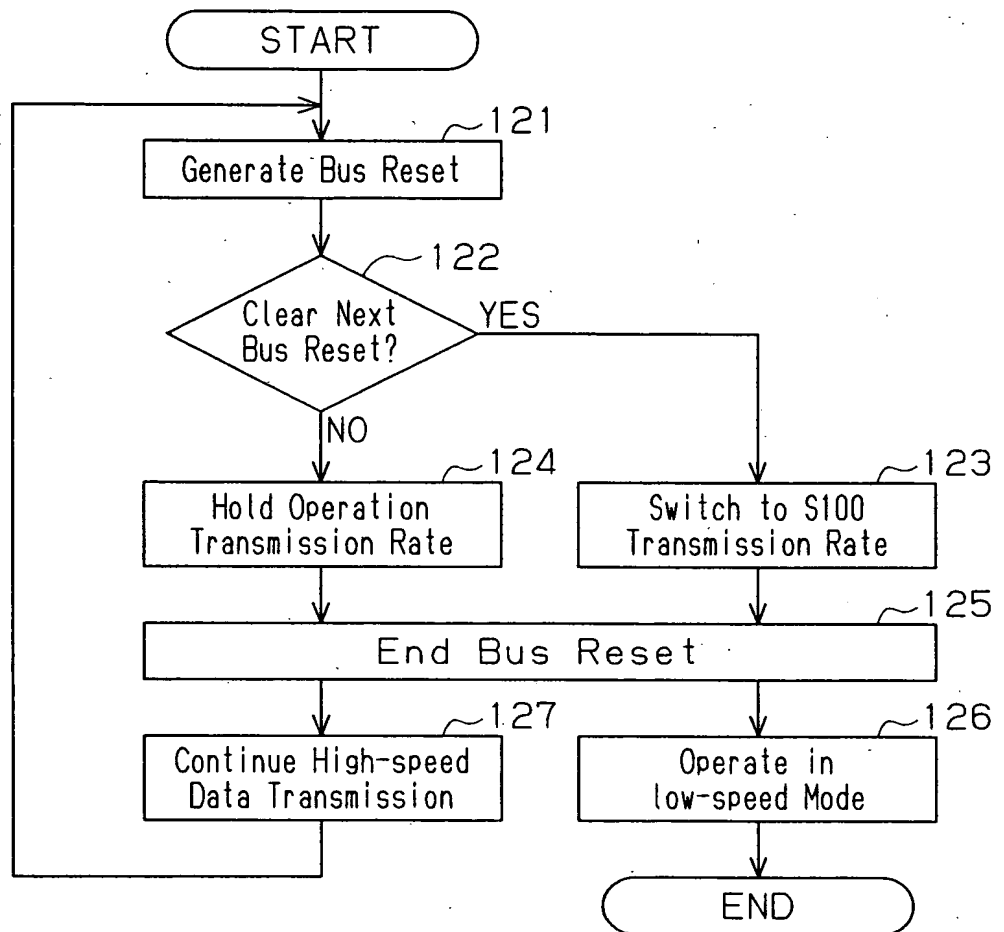 START
121
Generate Bus Reset
122
Clear Next
Bus Reset?
YES
NO
124
Hold Operation
Transmission Rate
123
Switch to S100
Transmission Rate
125
End Bus Reset
127
Continue High-speed
Data Transmission
126
Operate in
low-speed Mode
END